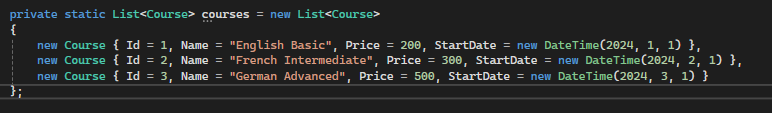 private static List<Course> courses = new List<Course>
{
    new Course { Id = 1, Name = "English Basic", Price = 200, StartDate = new DateTime(2024, 1, 1) },
    new Course { Id = 2, Name = "French Intermediate", Price = 300, StartDate = new DateTime(2024, 2, 1) },
    new Course { Id = 3, Name = "German Advanced", Price = 500, StartDate = new DateTime(2024, 3, 1) }
};